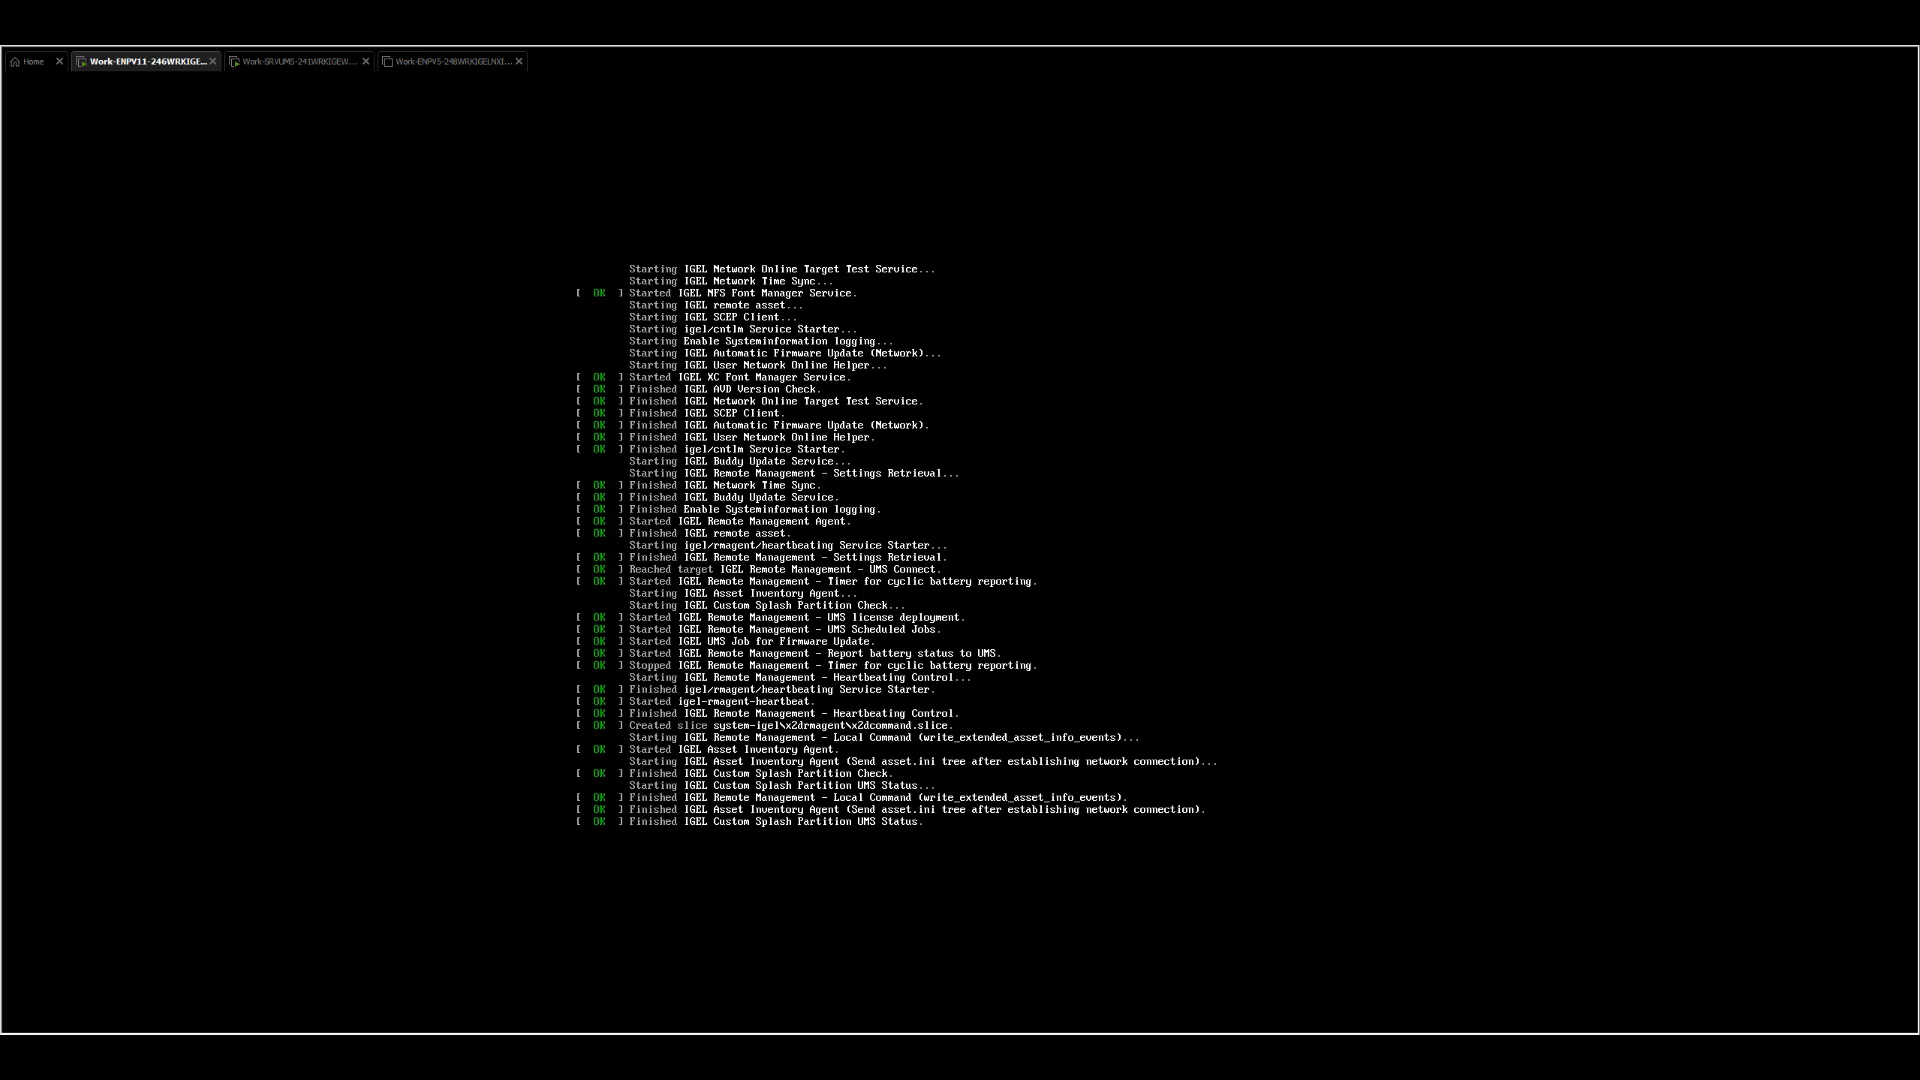 Home
Work-ENPV11-246WRKIGE...
Work-SRVUMS-241WRKIGEW...
Work-ENPV5-248WRKIGELNXI...
Starting IGEL Network Online Target Test Service...
Starting IGEL Network Time Sync...
[  OK  ] Started IGEL NFS Font Manager Service.
Starting IGEL remote asset...
Starting IGEL SCEP Client...
Starting igel/cntlm Service Starter...
Starting Enable Systeminformation logging...
Starting IGEL Automatic Firmware Update (Network)...
Starting IGEL User Network Online Helper...
[  OK  ] Started IGEL XC Font Manager Service.
[  OK  ] Finished IGEL AVD Version Check.
[  OK  ] Finished IGEL Network Online Target Test Service.
[  OK  ] Finished IGEL SCEP Client.
[  OK  ] Finished IGEL Automatic Firmware Update (Network).
[  OK  ] Finished IGEL User Network Online Helper.
[  OK  ] Finished igel/cntlm Service Starter.
Starting IGEL Buddy Update Service...
Starting IGEL Remote Management - Settings Retrieval...
[  OK  ] Finished IGEL Network Time Sync.
[  OK  ] Finished IGEL Buddy Update Service.
[  OK  ] Finished Enable Systeminformation logging.
[  OK  ] Started IGEL Remote Management Agent.
[  OK  ] Finished IGEL remote asset.
Starting igel/rmagent/heartbeating Service Starter...
[  OK  ] Finished IGEL Remote Management - Settings Retrieval.
[  OK  ] Reached target IGEL Remote Management - UMS Connect.
[  OK  ] Started IGEL Remote Management - Timer for cyclic battery reporting.
Starting IGEL Asset Inventory Agent...
Starting IGEL Custom Splash Partition Check...
[  OK  ] Started IGEL Remote Management - UMS license deployment.
[  OK  ] Started IGEL Remote Management - UMS Scheduled Jobs.
[  OK  ] Started IGEL UMS Job for Firmware Update.
[  OK  ] Started IGEL Remote Management - Report battery status to UMS.
[  OK  ] Stopped IGEL Remote Management - Timer for cyclic battery reporting.
Starting IGEL Remote Management - Heartbeating Control...
[  OK  ] Finished igel/rmagent/heartbeating Service Starter.
[  OK  ] Started igel-rmagent-heartbeat.
[  OK  ] Finished IGEL Remote Management - Heartbeating Control.
[  OK  ] Created slice system-igel\x2drmagent\x2dcommand.slice.
Starting IGEL Remote Management - Local Command (write_extended_asset_info_events)...
[  OK  ] Started IGEL Asset Inventory Agent.
Starting IGEL Asset Inventory Agent (Send asset.ini tree after establishing network connection)...
[  OK  ] Finished IGEL Custom Splash Partition Check.
Starting IGEL Custom Splash Partition UMS Status...
[  OK  ] Finished IGEL Remote Management - Local Command (write_extended_asset_info_events).
[  OK  ] Finished IGEL Asset Inventory Agent (Send asset.ini tree after establishing network connection).
[  OK  ] Finished IGEL Custom Splash Partition UMS Status.